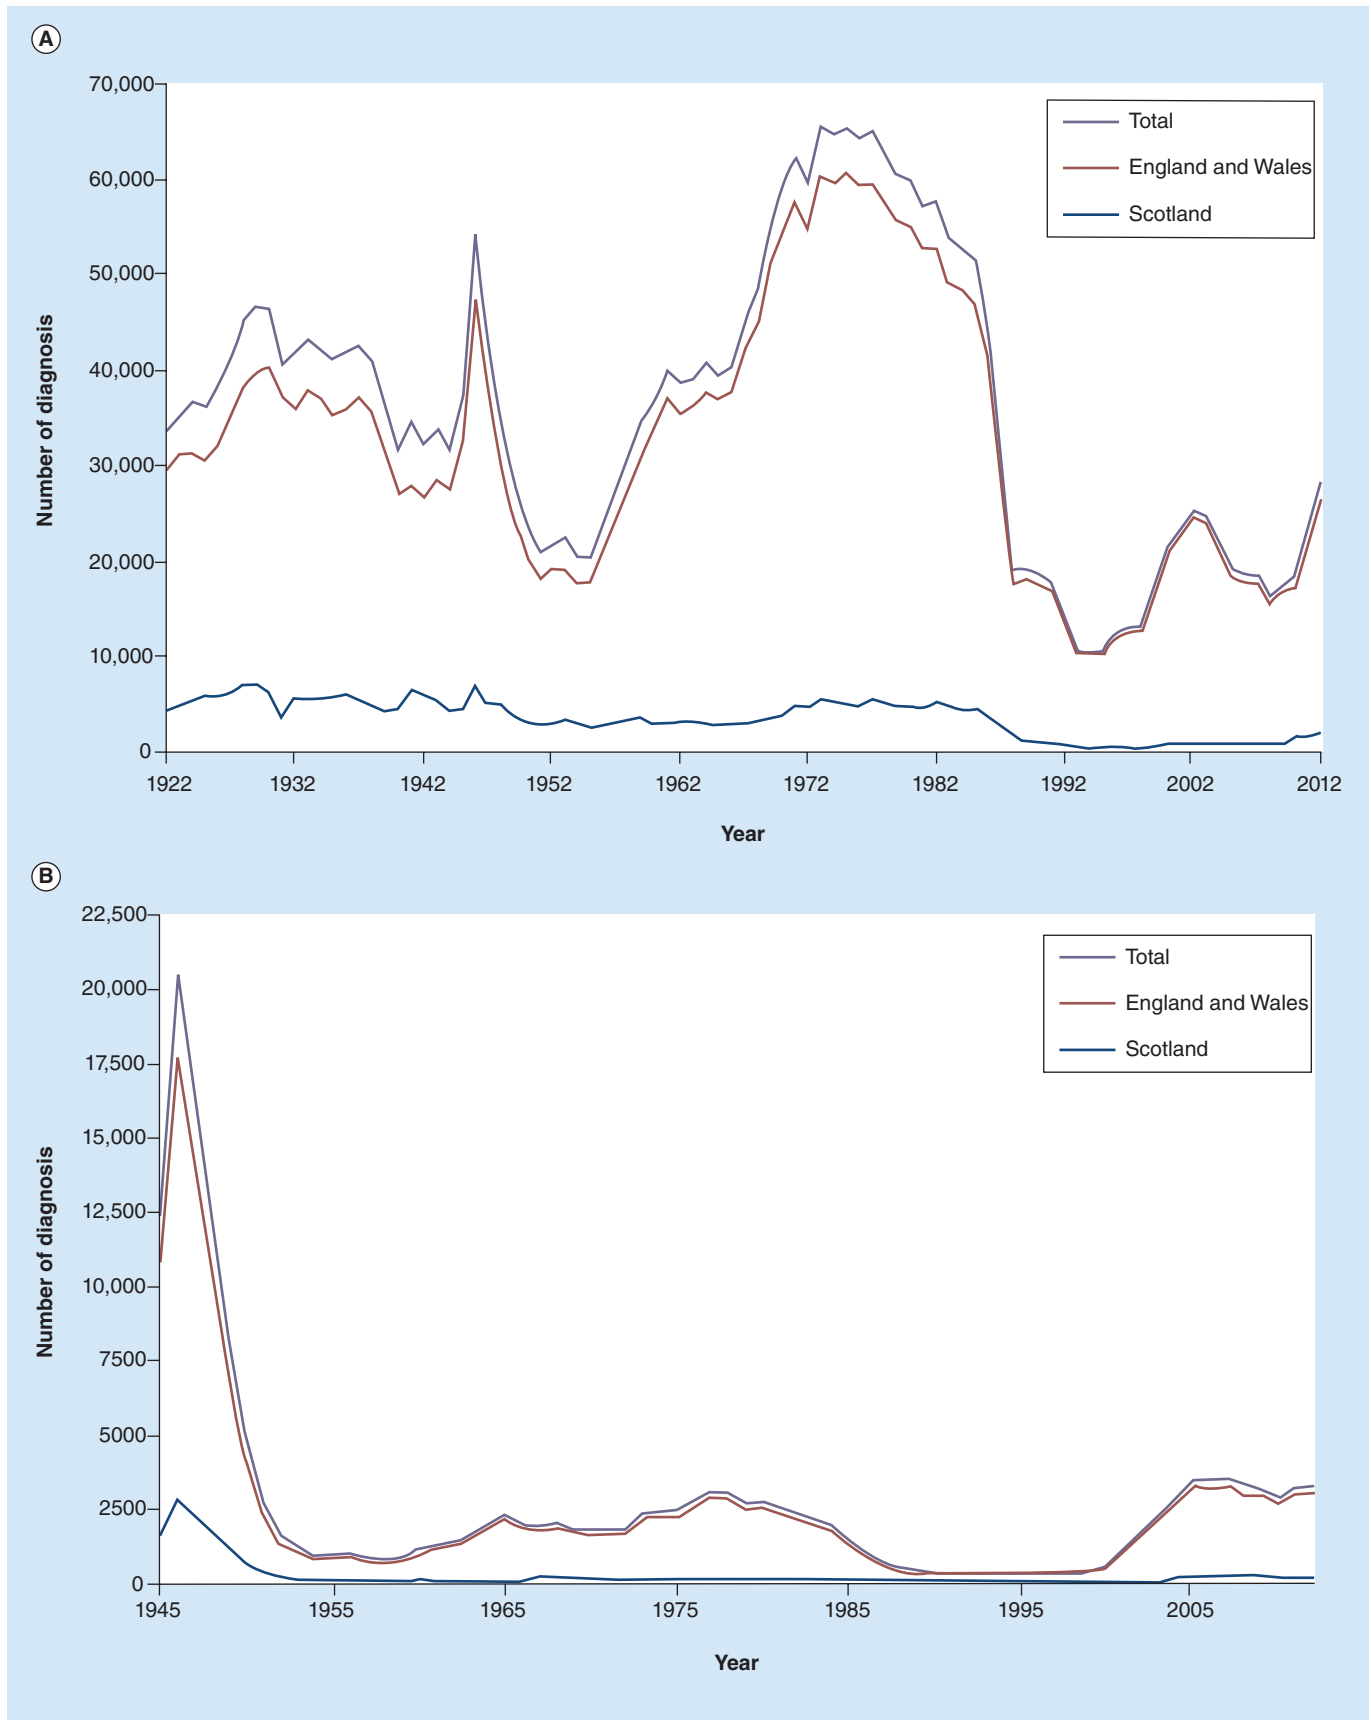 A
70,000
60,000
50,000
40,000
30,000
20,000
10,000
0
Number of diagnosis
Total
England and Wales
Scotland
1922 1932 1942 1952 1962 1972 1982 1992 2002 2012
Year
B
22,500
20,000
17,500
15,000
12,500
10,000
7500
5000
2500
0
Number of diagnosis
Total
England and Wales
Scotland
1945 1955 1965 1975 1985 1995 2005
Year